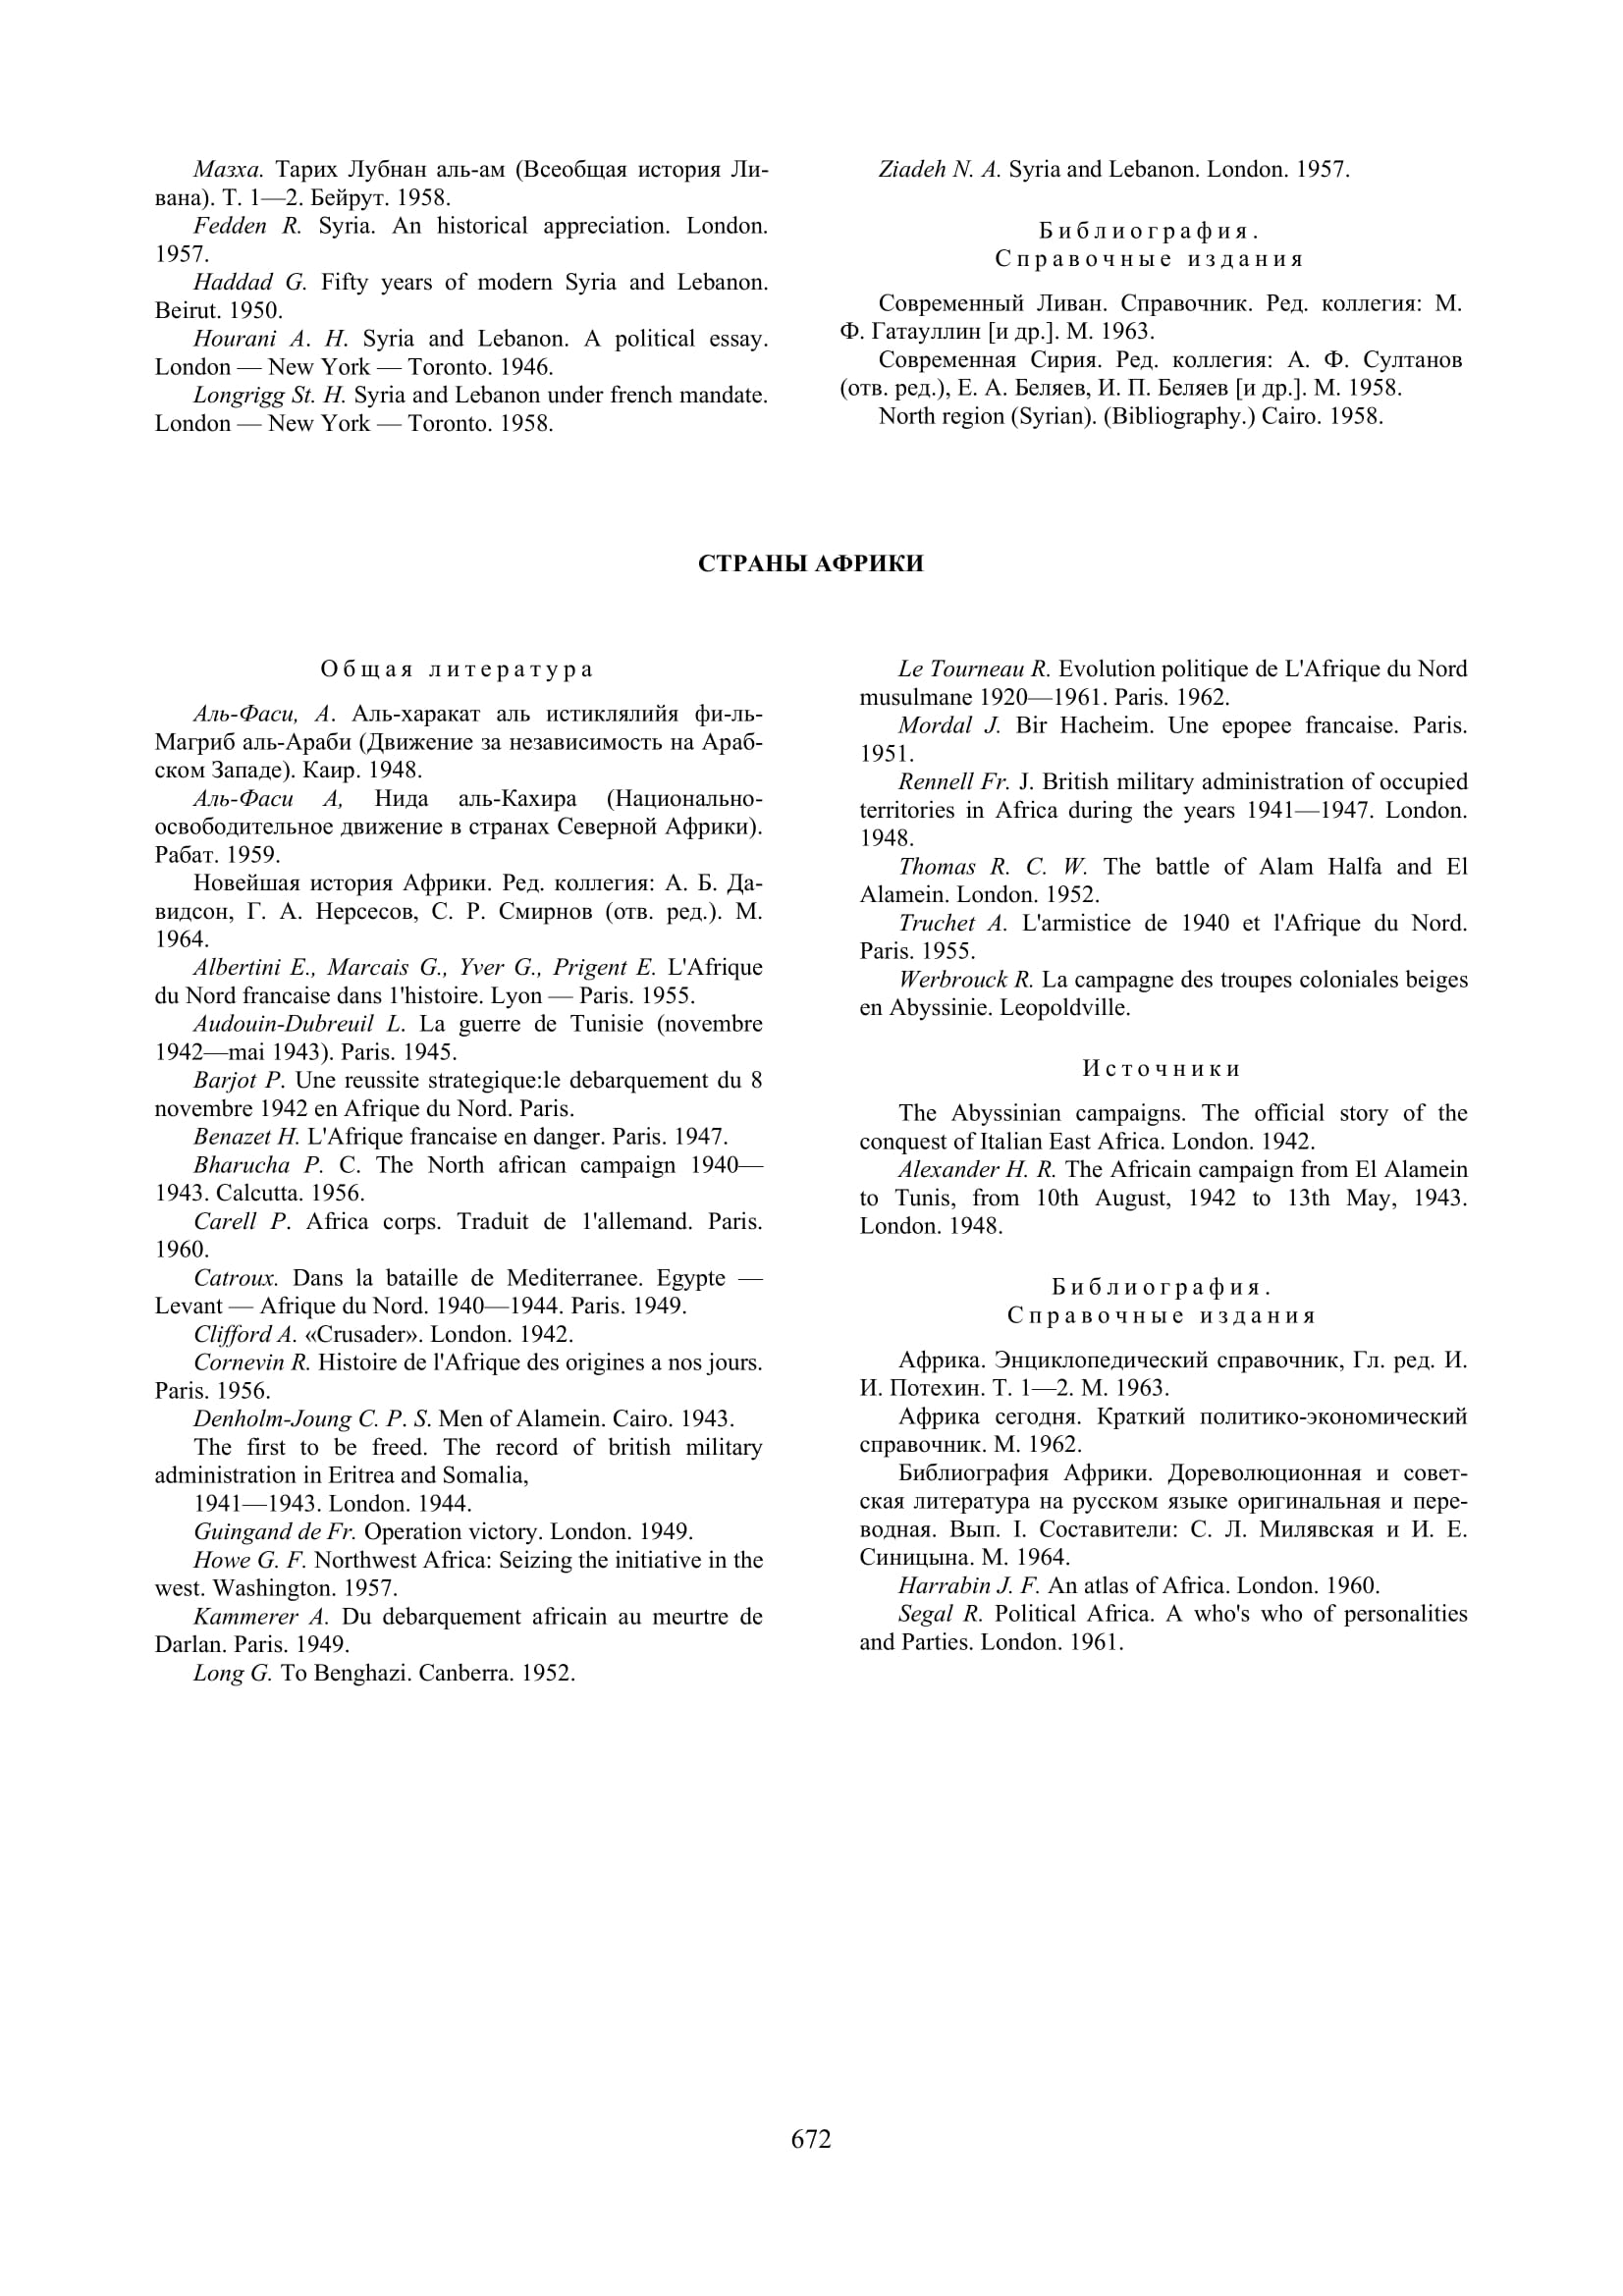 Мазха. Тарих Лубнан аль-ам (Всеобщая история Ли-
вана). Т. 1—2. Бейрут. 1958.
Fedden R. Syria. An historical appreciation. London.
1957.
Haddad G. Fifty years of modern Syria and Lebanon.
Beirut. 1950.
Hourani A. H. Syria and Lebanon. A political essay.
London — New York — Toronto. 1946.
Longrigg St. H. Syria and Lebanon under french mandate.
London — New York — Toronto. 1958.
Ziadeh N. A. Syria and Lebanon. London. 1957.
Библиография.
Справочные издания
Современный Ливан. Справочник. Ред. коллегия: М.
Ф. Гатауллин [и др.]. М. 1963.
Современная Сирия. Ред. коллегия: А. Ф. Султанов
(отв. ред.), Е. А. Беляев, И. П. Беляев [и др.]. М. 1958.
North region (Syrian). (Bibliography.) Cairo. 1958.
СТРАНЫ АФРИКИ
Общая литература
Аль-Фаси, А. Аль-харакат аль истиклялийя фи-ль-
Магриб аль-Араби (Движение за независимость на Араб-
ском Западе). Каир. 1948.
Аль-Фаси А, Нида аль-Кахира (Национально-
освободительное движение в странах Северной Африки).
Рабат. 1959.
Новейшая история Африки. Ред. коллегия: А. Б. Да-
видсон, Г. А. Нерсесов, С. Р. Смирнов (отв. ред.). М.
1964.
Albertini E., Marcais G., Yver G., Prigent E. L'Afrique
du Nord francaise dans 1'histoire. Lyon — Paris. 1955.
Audouin-Dubreuil L. La guerre de Tunisie (novembre
1942—mai 1943). Paris. 1945.
Barjot P. Une reussite strategique:le debarquement du 8
novembre 1942 en Afrique du Nord. Paris.
Benazet H. L'Afrique francaise en danger. Paris. 1947.
Bharucha P. C. The North african campaign 1940—
1943. Calcutta. 1956.
Carell P. Africa corps. Traduit de 1'allemand. Paris.
1960.
Catroux. Dans la bataille de Mediterranee. Egypte —
Levant — Afrique du Nord. 1940—1944. Paris. 1949.
Clifford A. «Crusader». London. 1942.
Cornevin R. Histoire de l'Afrique des origines a nos jours.
Paris. 1956.
Denholm-Joung C. P. S. Men of Alamein. Cairo. 1943.
The first to be freed. The record of british military
administration in Eritrea and Somalia,
1941—1943. London. 1944.
Guingand de Fr. Operation victory. London. 1949.
Howe G. F. Northwest Africa: Seizing the initiative in the
west. Washington. 1957.
Kammerer A. Du debarquement africain au meurtre de
Darlan. Paris. 1949.
Long G. To Benghazi. Canberra. 1952.
Le Tourneau R. Evolution politique de L'Afrique du Nord
musulmane 1920—1961. Paris. 1962.
Mordal J. Bir Hacheim. Une epopee francaise. Paris.
1951.
Rennell Fr. J. British military administration of occupied
territories in Africa during the years 1941—1947. London.
1948.
Thomas R. C. W. The battle of Alam Halfa and El
Alamein. London. 1952.
Truchet A. L'armistice de 1940 et l'Afrique du Nord.
Paris. 1955.
Werbrouck R. La campagne des troupes coloniales beiges
en Abyssinie. Leopoldville.
Источники
The Abyssinian campaigns. The official story of the
conquest of Italian East Africa. London. 1942.
Alexander H. R. The Africain campaign from El Alamein
to Tunis, from 10th August, 1942 to 13th May, 1943.
London. 1948.
Библиография.
Справочные издания
Африка. Энциклопедический справочник, Гл. ред. И.
И. Потехин. Т. 1—2. М. 1963.
Африка сегодня. Краткий политико-экономический
справочник. М. 1962.
Библиография Африки. Дореволюционная и совет-
ская литература на русском языке оригинальная и пере-
водная. Вып. I. Составители: С. Л. Милявская и И. Е.
Синицына. М. 1964.
Harrabin J. F. An atlas of Africa. London. 1960.
Segal R. Political Africa. A who's who of personalities
and Parties. London. 1961.
672